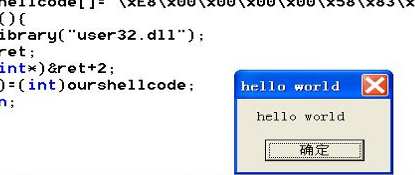 hellcode[]= "\xE8\x00\x00\x00\x00\x58\x83\x
(){
ibrary("user32.dll");
ret;
int*)&ret+2;
)=(int)ourshellcode;
n;
hello world
hello world
确定